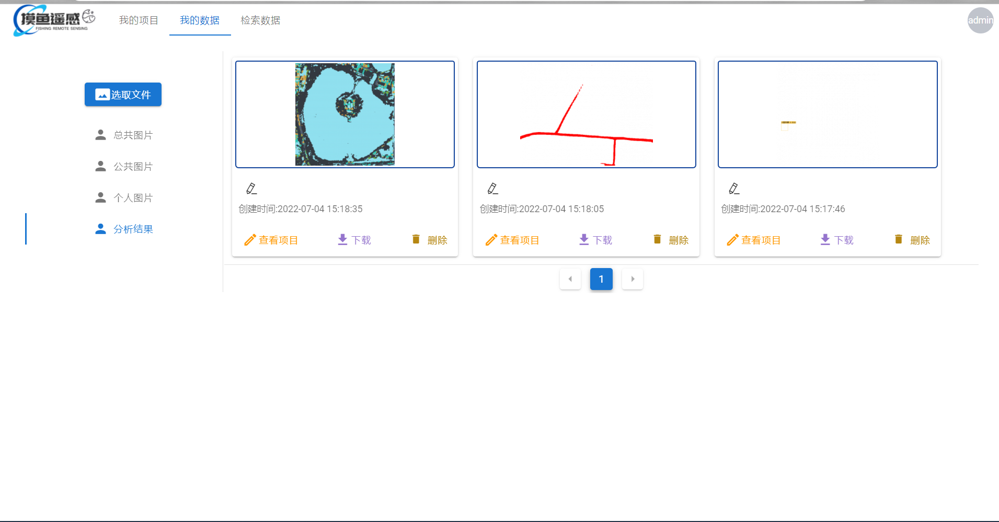 摸鱼遥感
FISHING REMOTE SENSING
我的项目
我的数据
检索数据
admin
选取文件
总共图片
公共图片
个人图片
分析结果
创建时间:2022-07-04 15:18:35
查看项目
下载
删除
创建时间:2022-07-04 15:18:05
查看项目
下载
删除
创建时间:2022-07-04 15:17:46
查看项目
下载
删除
1